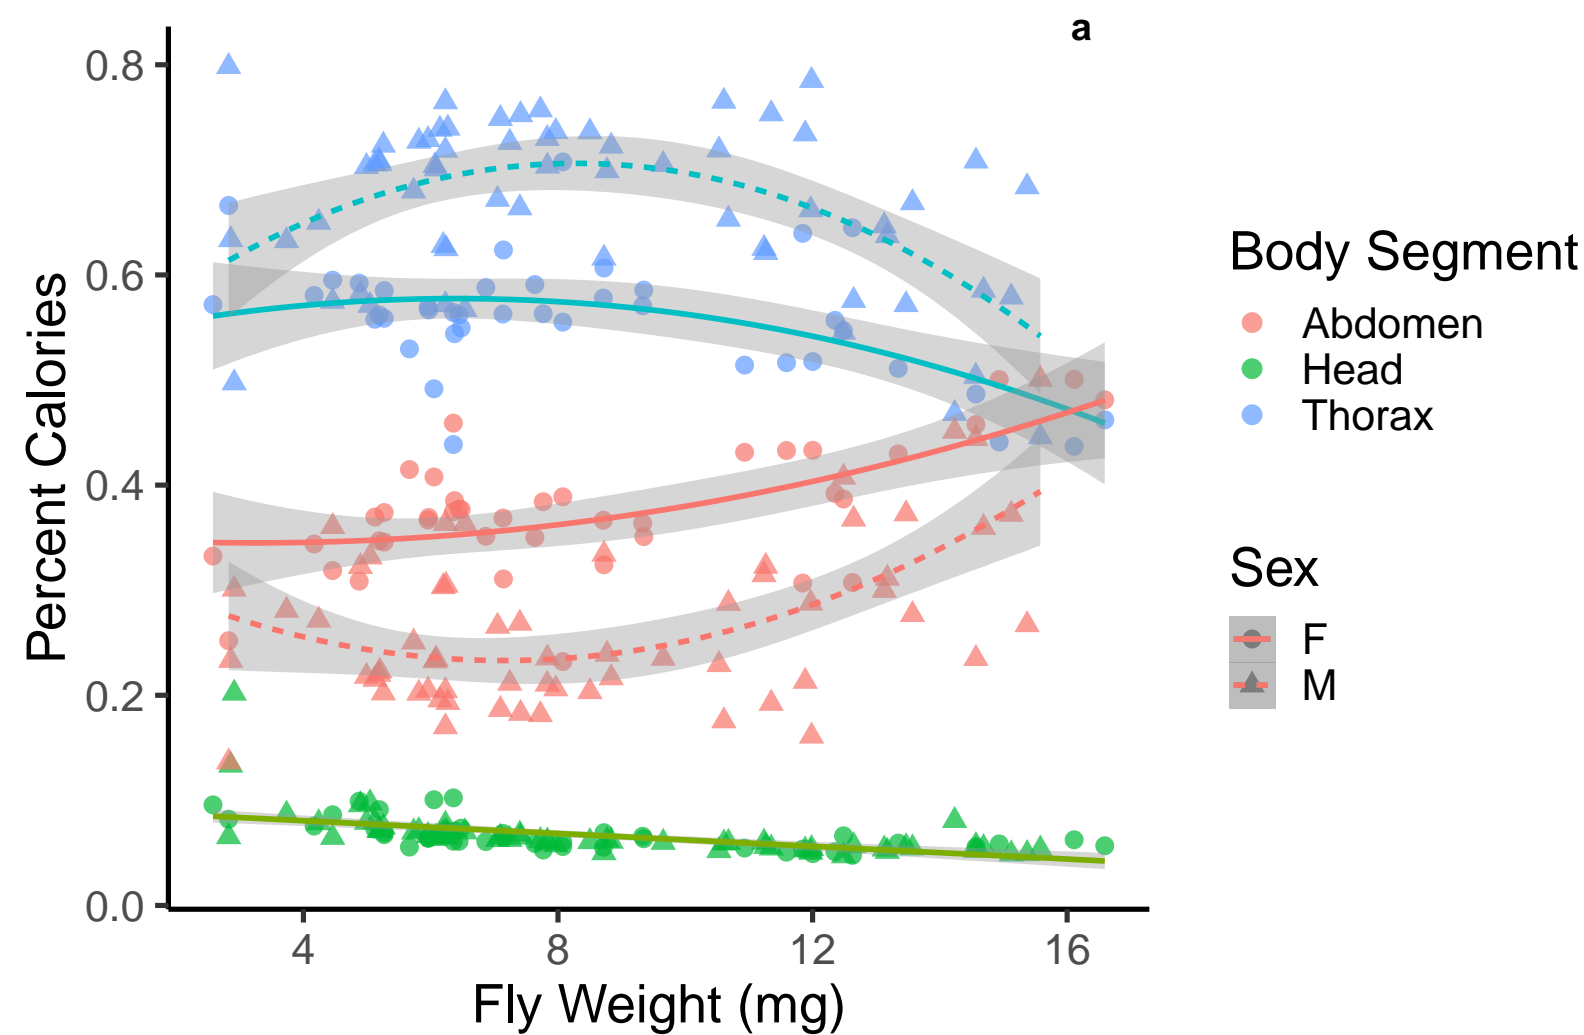 a
0.8
0.6
0.4
0.2
0.0
Percent Calories
4 8 12 16
Fly Weight (mg)
Body Segment
Abdomen
Head
Thorax
Sex
F
M